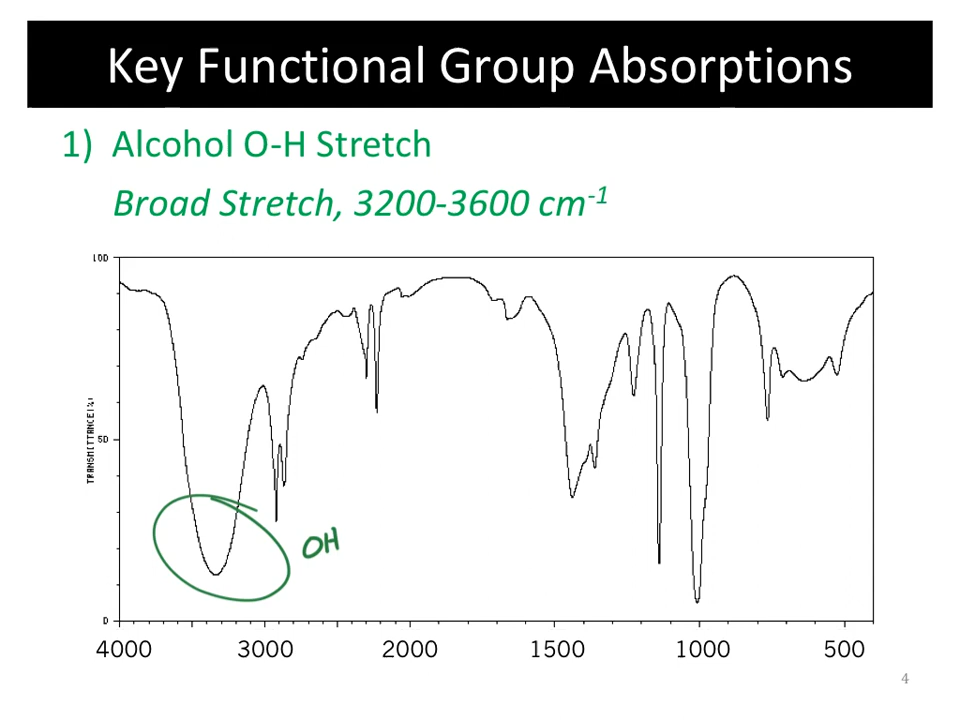 Key Functional Group Absorptions
1) Alcohol O-H Stretch
Broad Stretch, 3200-3600 cm-1
100
TRANSMITTANCE(%)
50
OH
0
4000 3000 2000 1500 1000 500
4